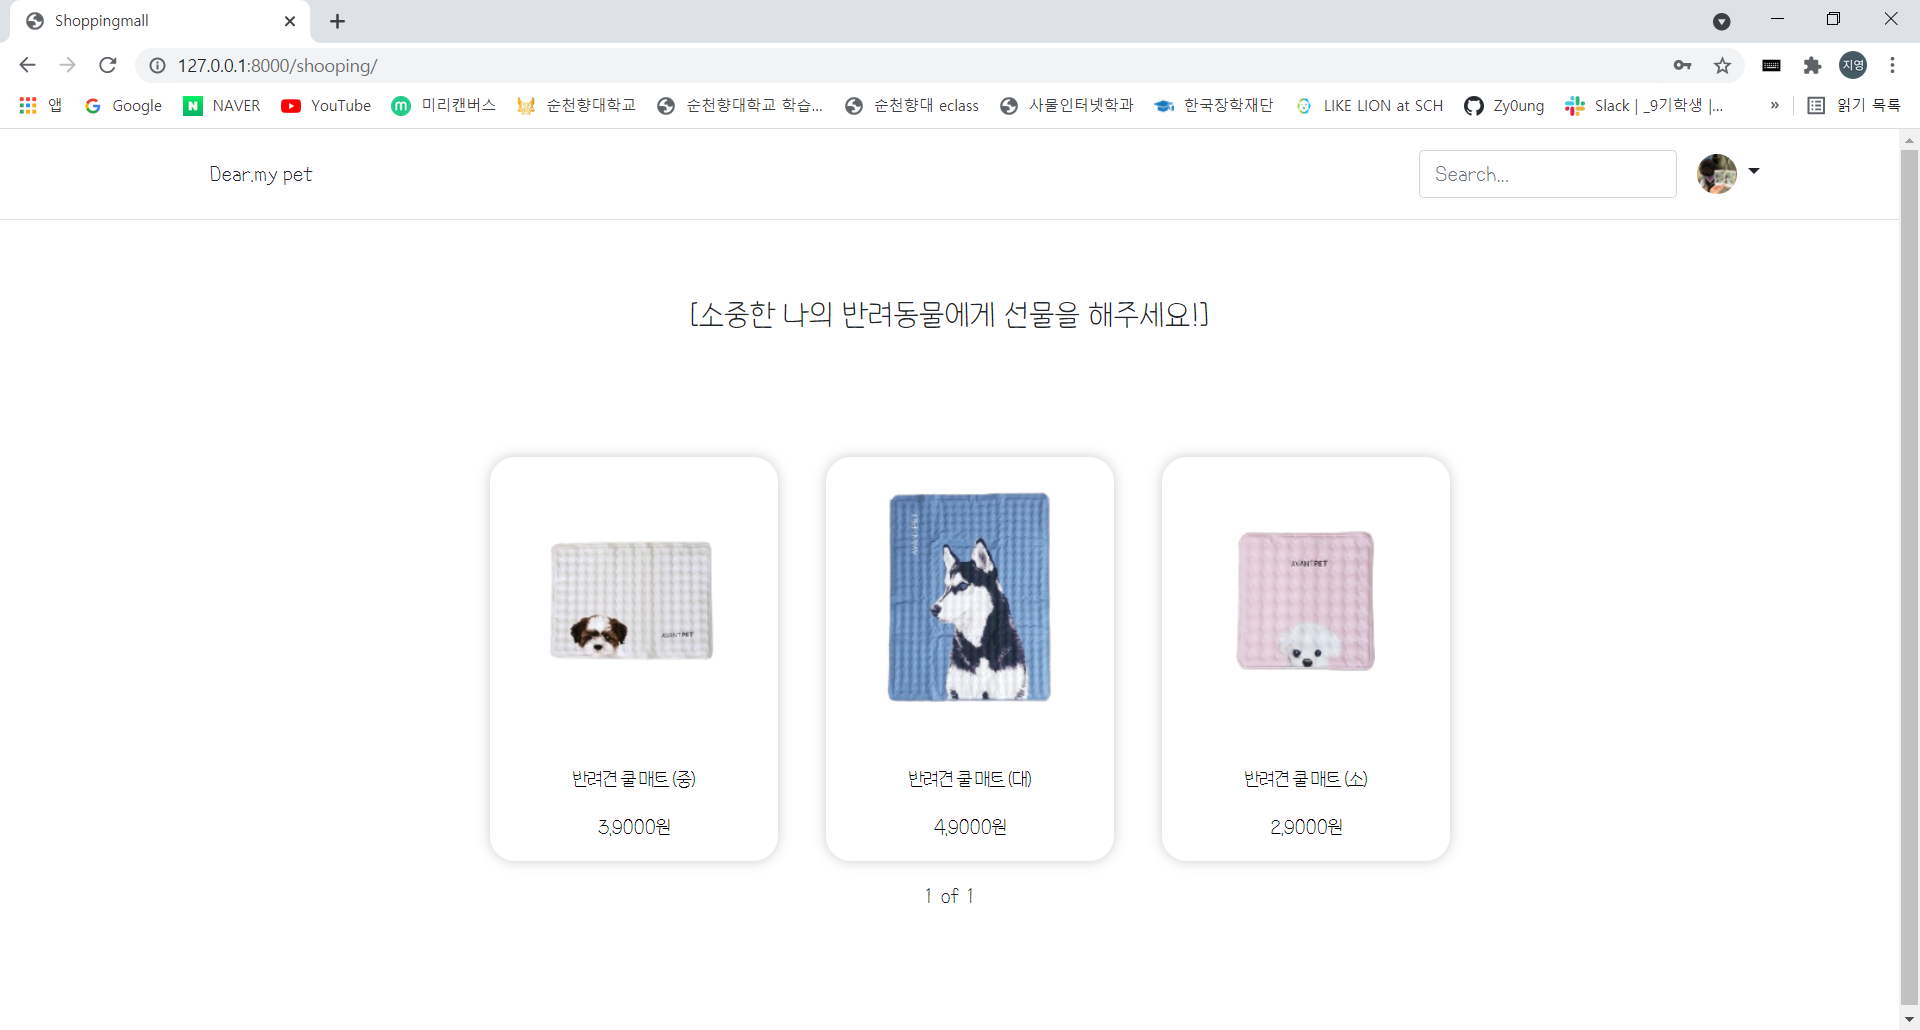 Shoppingmall
127.0.0.1:8000/shooping/
지영
앱 Google NAVER YouTube 미리캔버스 순천향대학교 순천향대학교 학습... 순천향대 eclass 사물인터넷학과 한국장학재단 LIKE LION at SCH Zy0ung Slack | _9기학생 |... » 읽기 목록
Dear.my pet
Search...
[소중한 나의 반려동물에게 선물을 해주세요!]
AVANTPET
AVANTPET
AVANTPET
반려견 쿨매트 (중)
반려견 쿨매트 (대)
반려견 쿨매트 (소)
3,9000원
4,9000원
2,9000원
1 of 1